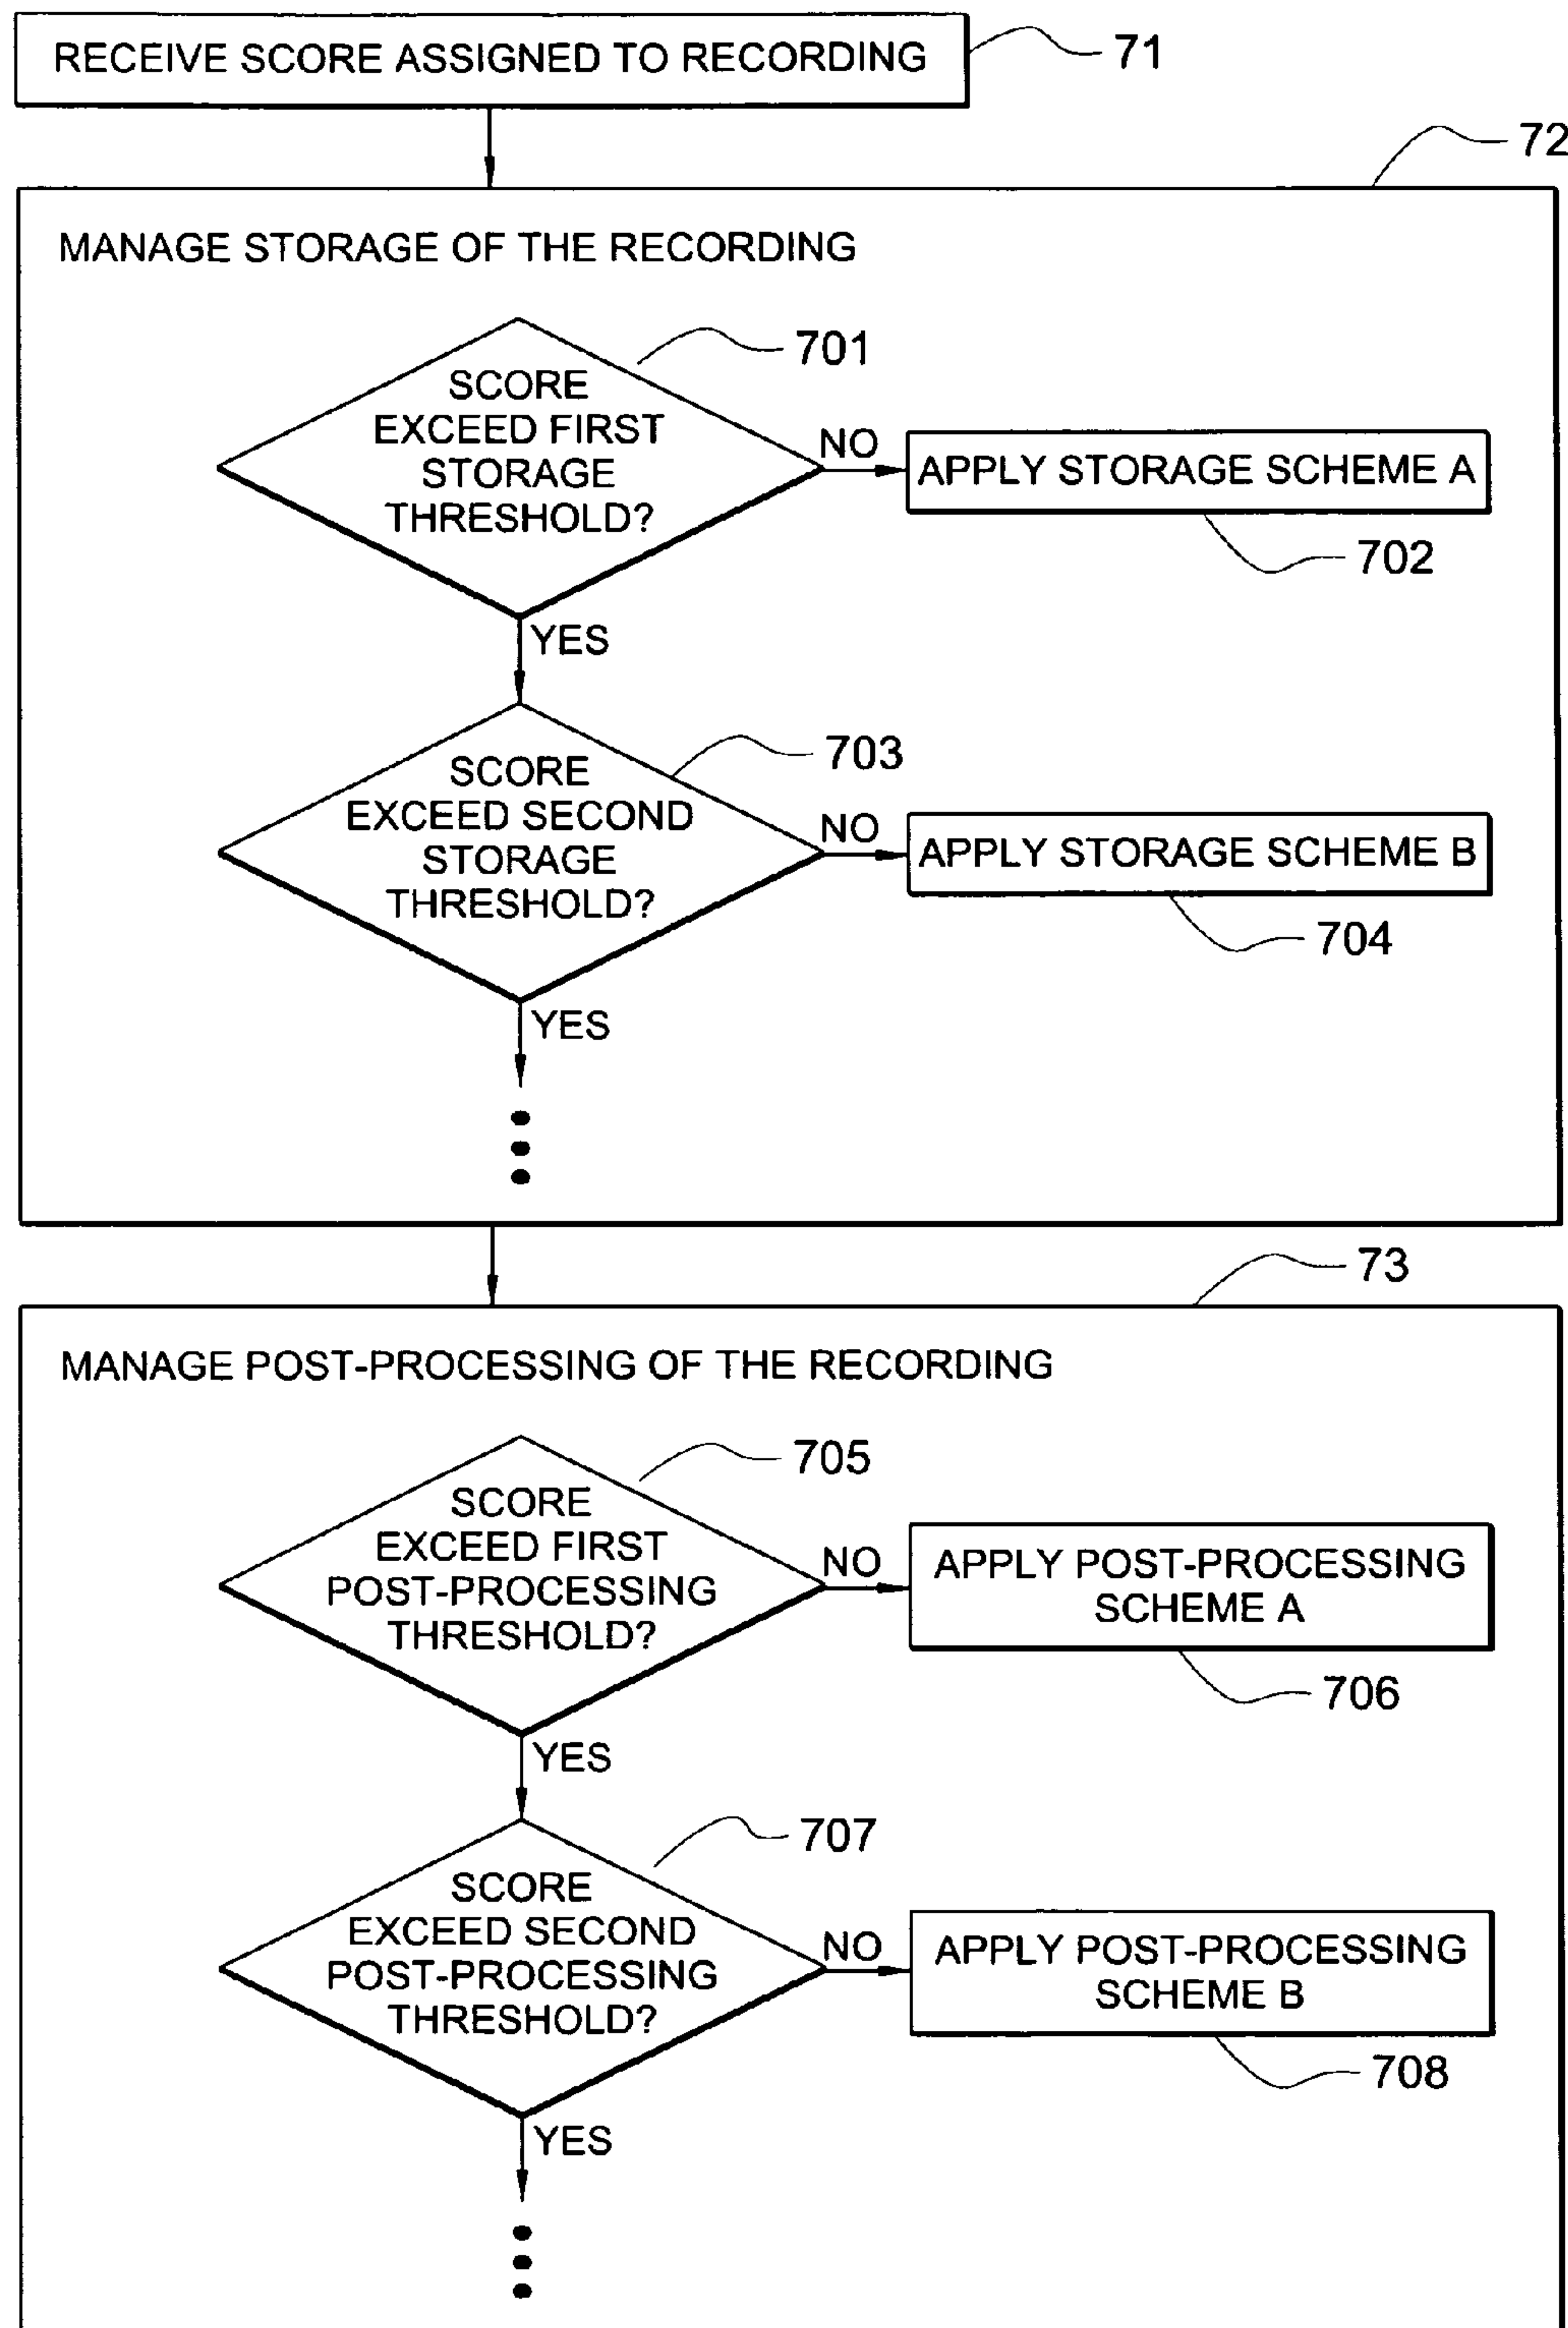 RECEIVE SCORE ASSIGNED TO RECORDING
71
72
MANAGE STORAGE OF THE RECORDING
701
SCORE
EXCEED FIRST
STORAGE
THRESHOLD?
NO
APPLY STORAGE SCHEME A
702
YES
703
SCORE
EXCEED SECOND
STORAGE
THRESHOLD?
NO
APPLY STORAGE SCHEME B
704
YES
73
MANAGE POST-PROCESSING OF THE RECORDING
705
SCORE
EXCEED FIRST
POST-PROCESSING
THRESHOLD?
NO
APPLY POST-PROCESSING
SCHEME A
706
YES
707
SCORE
EXCEED SECOND
POST-PROCESSING
THRESHOLD?
NO
APPLY POST-PROCESSING
SCHEME B
708
YES